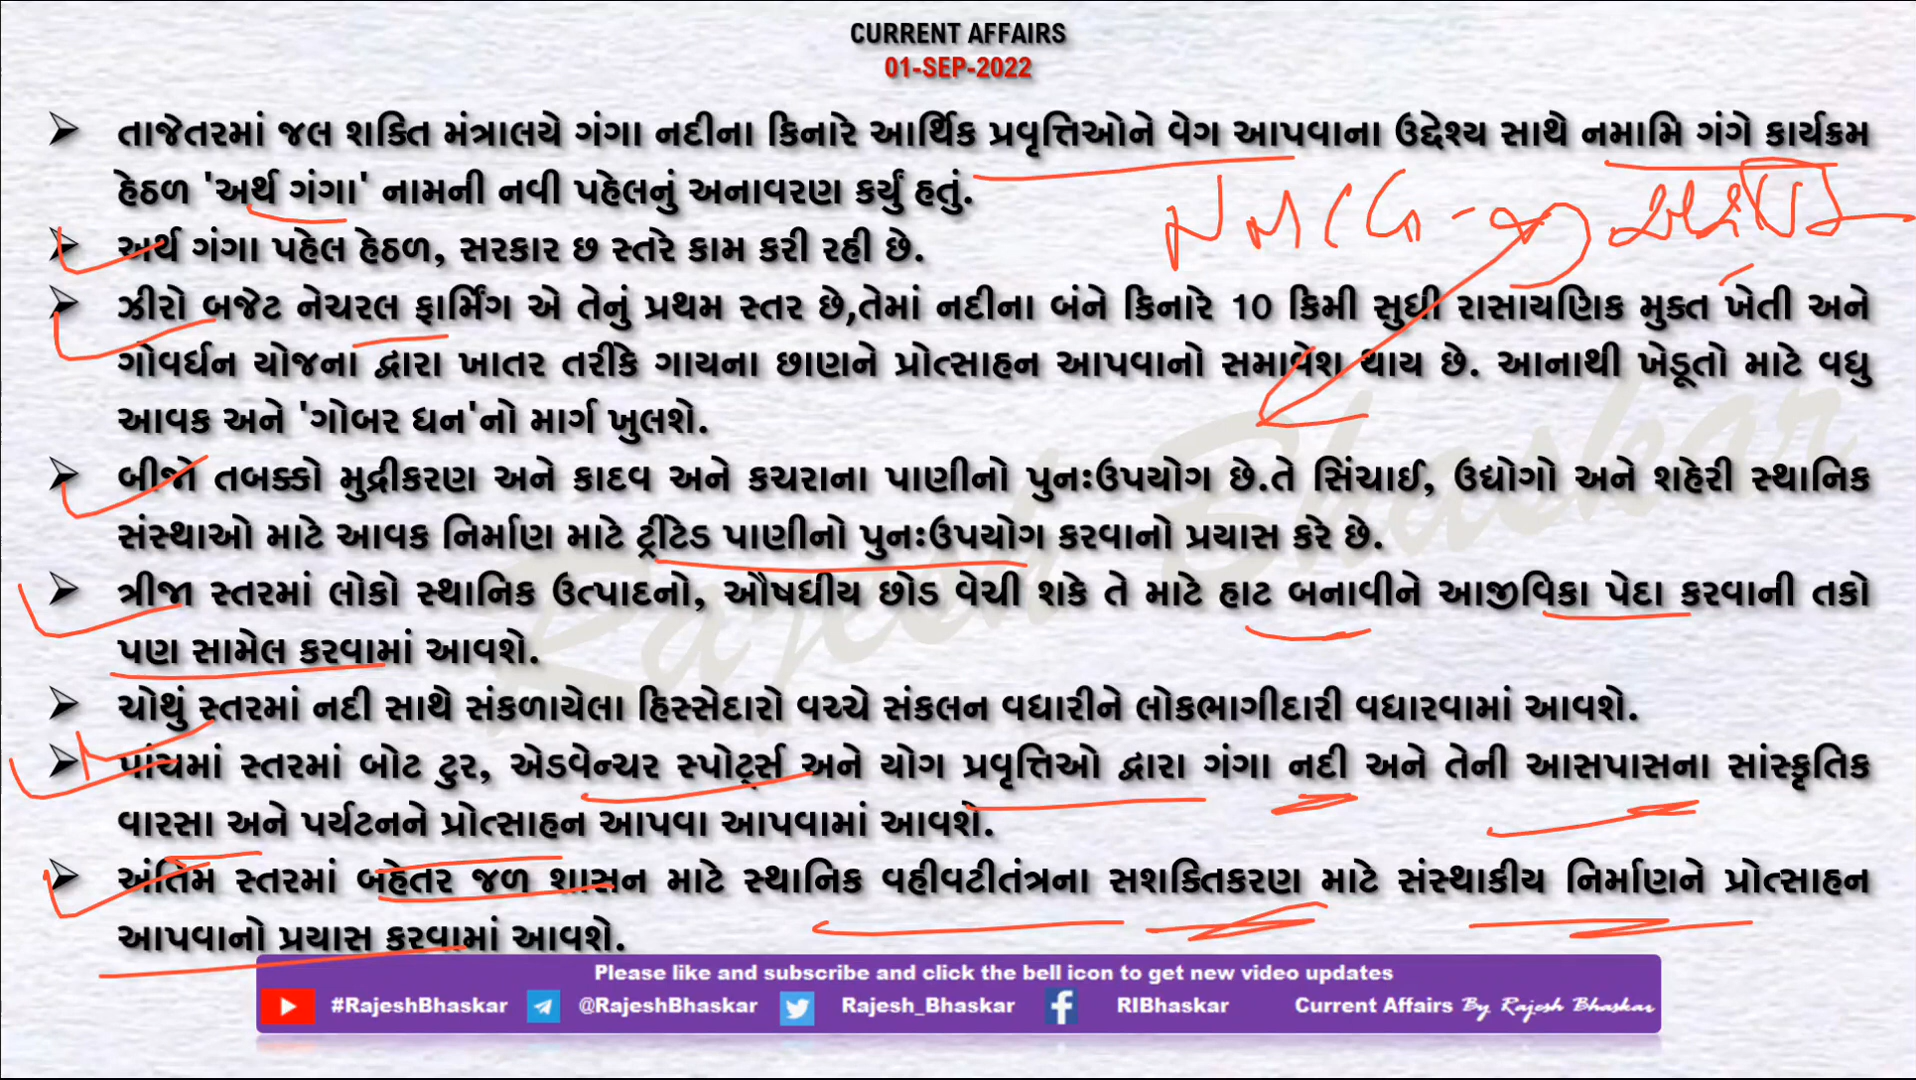 CURRENT AFFAIRS
01-SEP-2022
➢ તાજેતરમાં જલ શક્તિ મંત્રાલયે ગંગા નદીના કિનારે આર્થિક પ્રવૃત્તિઓને વેગ આપવાના ઉદ્દેશ્ય સાથે નમામિ ગંગે કાર્યક્રમ
હેઠળ 'અર્થ ગંગા' નામની નવી પહેલનું અનાવરણ કર્યું હતું.
➢ અર્થ ગંગા પહેલ હેઠળ, સરકાર છ સ્તરે કામ કરી રહી છે.
➢ ઝીરો બજેટ નેચરલ ફાર્મિંગ એ તેનું પ્રથમ સ્તર છે,તેમાં નદીના બંને કિનારે 10 કિમી સુધી રાસાયણિક મુક્ત ખેતી અને
ગોવર્ધન યોજના દ્વારા ખાતર તરીકે ગાયના છાણને પ્રોત્સાહન આપવાનો સમાવેશ થાય છે. આનાથી ખેડૂતો માટે વધુ
આવક અને 'ગોબર ધન'નો માર્ગ ખુલશે.
➢ બીજો તબક્કો મુદ્રીકરણ અને કાદવ અને કચરાના પાણીનો પુનઃઉપયોગ છે.તે સિંચાઈ, ઉદ્યોગો અને શહેરી સ્થાનિક
સંસ્થાઓ માટે આવક નિર્માણ માટે ટ્રીટેડ પાણીનો પુનઃઉપયોગ કરવાનો પ્રયાસ કરે છે.
➢ ત્રીજા સ્તરમાં લોકો સ્થાનિક ઉત્પાદનો, ઔષધીય છોડ વેચી શકે તે માટે હાટ બનાવીને આજીવિકા પેદા કરવાની તકો
પણ સામેલ કરવામાં આવશે.
➢ ચોથું સ્તરમાં નદી સાથે સંકળાયેલા હિસ્સેદારો વચ્ચે સંકલન વધારીને લોકભાગીદારી વધારવામાં આવશે.
➢ પાંચમાં સ્તરમાં બોટ ટુર, એડવેન્ચર સ્પોર્ટ્સ અને યોગ પ્રવૃત્તિઓ દ્વારા ગંગા નદી અને તેની આસપાસના સાંસ્કૃતિક
વારસા અને પર્યટનને પ્રોત્સાહન આપવા આપવામાં આવશે.
➢ અંતિમ સ્તરમાં બહેતર જળ શાસન માટે સ્થાનિક વહીવટીતંત્રના સશક્તિકરણ માટે સંસ્થાકીય નિર્માણને પ્રોત્સાહન
આપવાનો પ્રયાસ કરવામાં આવશે.
Rajesh Bhaskar
Please like and subscribe and click the bell icon to get new video updates
#RajeshBhaskar @RajeshBhaskar Rajesh_Bhaskar RIBhaskar Current Affairs By Rajesh Bhaskar